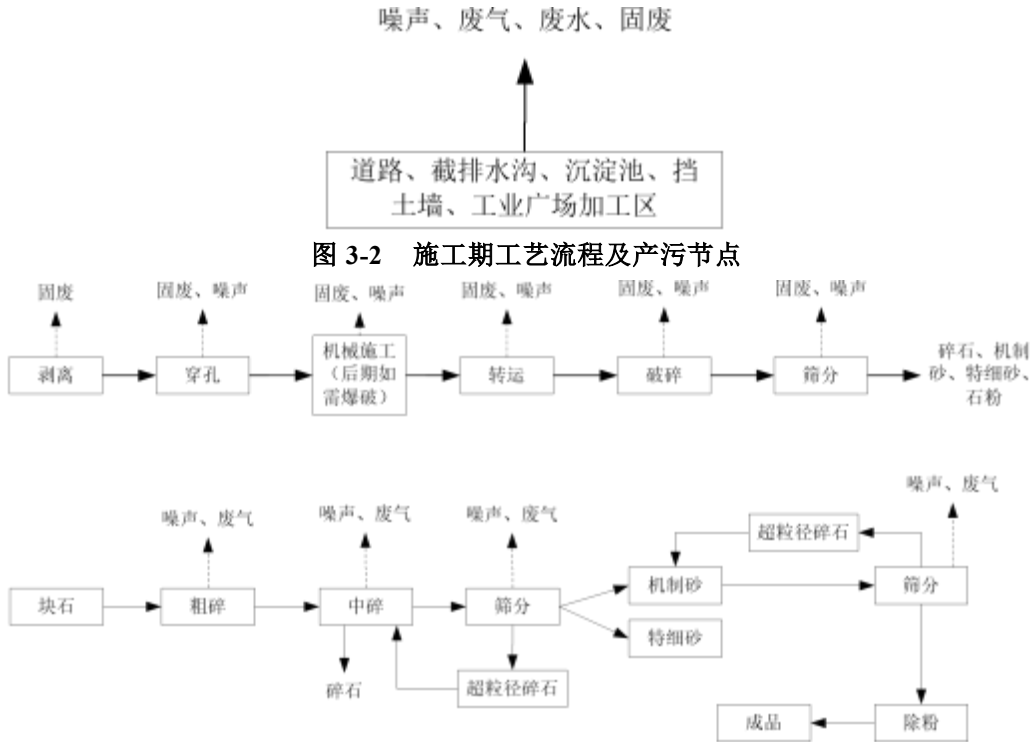 噪声、废气、废水、固废
道路、截排水沟、沉淀池、挡
土墙、工业广场加工区
图 3-2 施工期工艺流程及产污节点
固废
固废、噪声
固废、噪声
固废、噪声
固废、噪声
固废、噪声
剥离
穿孔
机械施工
（后期如
需爆破）
转运
破碎
筛分
碎石、机制
砂、特细砂、
石粉
噪声、废气
噪声、废气
噪声、废气
噪声、废气
超粒径碎石
块石
粗碎
中碎
筛分
机制砂
筛分
特细砂
碎石
超粒径碎石
成品
除粉